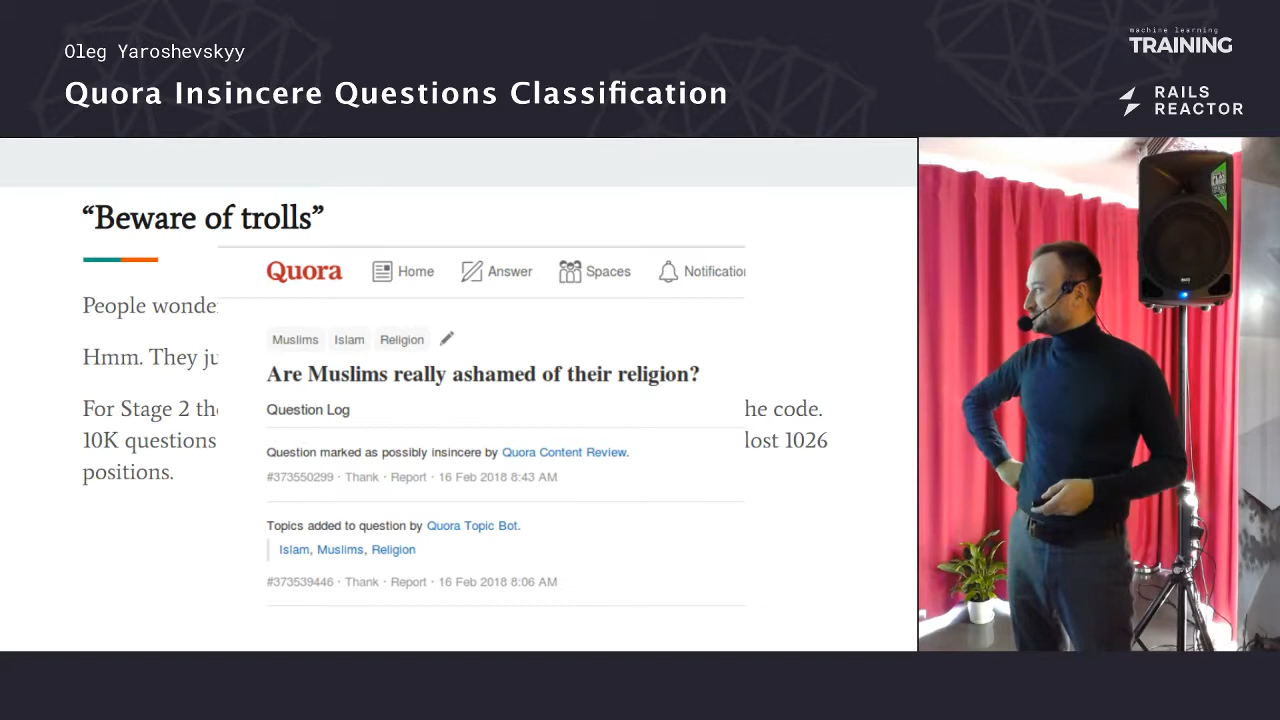 Oleg Yaroshevskyy
Quora Insincere Questions Classification
machine learning
TRAINING
RAILS
REACTOR
“Beware of trolls”
People wonde
Hmm. They ju
For Stage 2 the he code.
10K questions lost 1026
positions.
Quora Home Answer Spaces Notification
Muslims Islam Religion
Are Muslims really ashamed of their religion?
Question Log
Question marked as possibly insincere by Quora Content Review.
#373550299 · Thank · Report · 16 Feb 2018 8:43 AM
Topics added to question by Quora Topic Bot.
Islam, Muslims, Religion
#373539446 · Thank · Report · 16 Feb 2018 8:06 AM